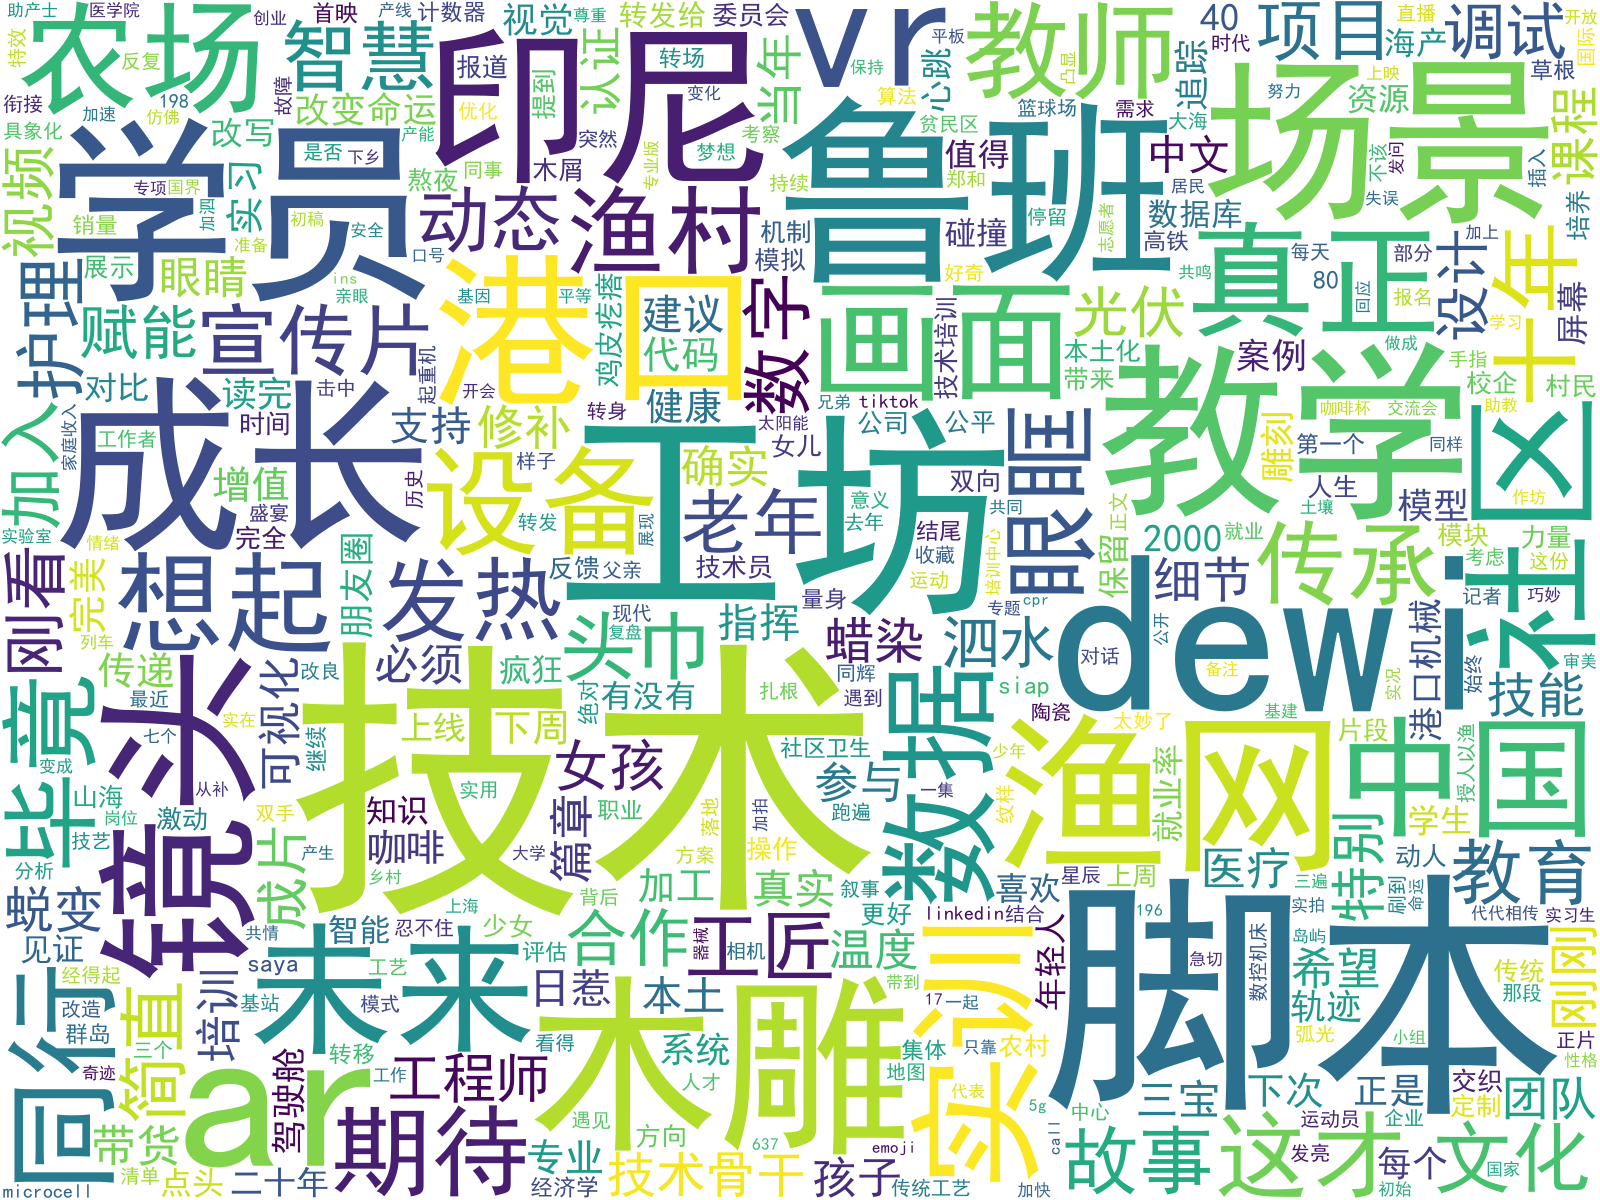 助产士
医学院
创业
首映
产线
计数器
视觉
尊重
转发给
委员会
40
时代
项目
直播
海产
调试
开放
国际
特效
农场
反复
智慧
故障
印尼
报道
提到
认证
转场
当年
平板
保持
心跳
vr
凸显
教师
追踪
上映
资源
草根
努力
衔接
加速
198
仿佛
改变命运
产能
优化
变化
算法
篮球场
需求
大海
场景
课程
具象化
改写
是否
下乡
突然
考察
贫民区
值得
中文
不该
发问
插入
视频
学员
专项
国界
熬夜
同事
木屑
梦想
专业版
鲁班
持续
郑和
居民
失误
培养
实习
加泗
初稿
安全
动态
渔村
机制
停留
数据库
每天
部分
销量
准备
口号
模拟
志愿者
碰撞
高铁
加上
十年
护理
展示
眼睛
ins
亲眼
基因
平等
好奇
共鸣
真正
80
回应
报名
设计
屏幕
学习
赋能
宣传片
港口
鸡皮疙瘩
建议
代码
数字
画面
技术培训
光伏
本土化
带来
案例
手指
做成
校企
村民
加入
对比
读完
击中
起重机
开会
转身
健康
兄弟
tiktok
太阳能
公司
公平
眼眶
教学
咖啡杯
交流会
助教
家庭收入
工作者
时间
成长
支持
修补
设备
工坊
女儿
双向
雕刻
第一个
同样
社区
增值
盛宴
历史
样子
确实
意义
去年
结尾
收藏
共同
人生
土壤
模型
作坊
实验室
情绪
完全
转发
展现
老年
运动
培训中心
正文
保留
2000
就业
模块
力量
考虑
这份
刚看
完美
朋友圈
想起
发热
反馈
父亲
技术员
量身
专题
cpr
传承
细节
记者
巧妙
列车
现代
复盘
指挥
蜡染
泗水
dewi
对话
公开
备注
实况
港口机械
始终
审美
传递
最近
改良
必须
头巾
疯狂
有没有
绝对
扎根
同辉
遇到
数据
siap
陶瓷
太妙了
基建
片段
技能
毕竟
实在
七个
可视化
继续
上线
下周
技术
社区卫生
少年
渔网
中国
授人以渔
变成
从补
镜头
女孩
实用
参与
一集
纹样
就业率
山海
双手
岗位
激动
知识
职业
落地
加拍
跑遍
学生
技艺
产生
咖啡
篇章
大学
方案
操作
特别
动人
分析
成片
乡村
背后
加工
真实
叙事
喜欢
星辰
上周
医疗
三遍
刷到
命运
教育
蜕变
智能
上海
忍不住
少女
合作
更好
linkedin
结合
196
实拍
代代相传
实习生
见证
共情
评估
器械
相机
工匠
温度
实训
年轻人
脚本
急切
岛屿
数控机床
希望
刚刚
经得起
saya
工艺
日惹
本土
带到
传统
那段
同行
改造
群岛
简直
培训
基站
模式
未来
木雕
17
一起
轨迹
弧光
小组
正片
三个
转移
看得
系统
集体
只靠
农村
性格
奇迹
工作
工程师
人才
地图
代表
5g
中心
三宝
下次
正是
交织
定制
团队
带货
ar
驾驶舱
期待
遇见
方向
637
emoji
call
故事
运动员
企业
这才
文化
清单
点头
二十年
专业
技术骨干
孩子
发亮
每个
国家
microcell
经济学
传统工艺
加快
初始